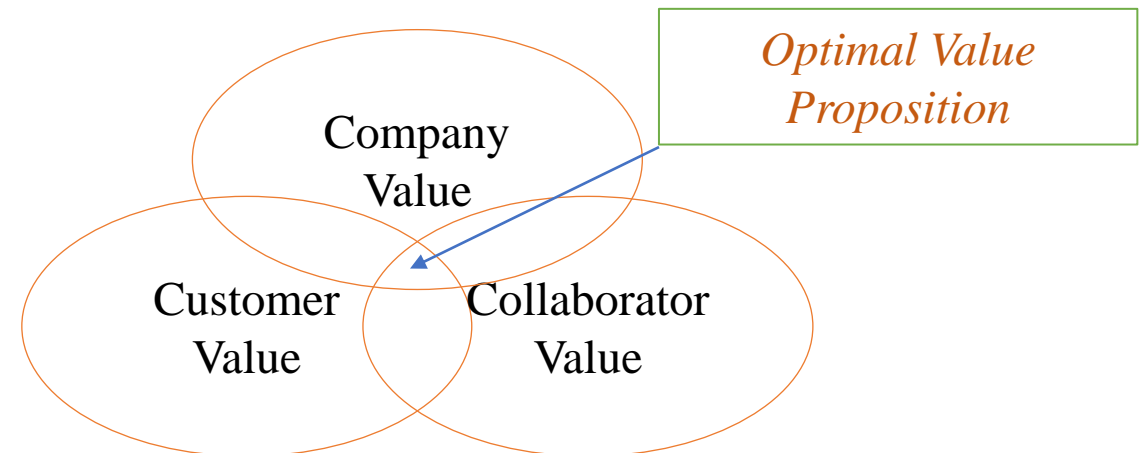 Optimal Value
Proposition
Company
Value
Customer
Value
Collaborator
Value